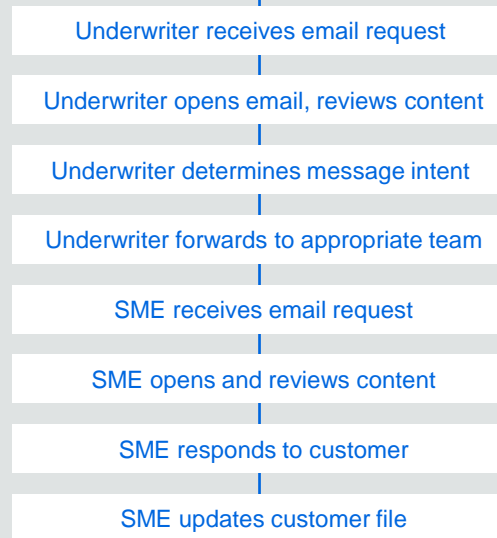 Underwriter receives email request
Underwriter opens email, reviews content
Underwriter determines message intent
Underwriter forwards to appropriate team
SME receives email request
SME opens and reviews content
SME responds to customer
SME updates customer file